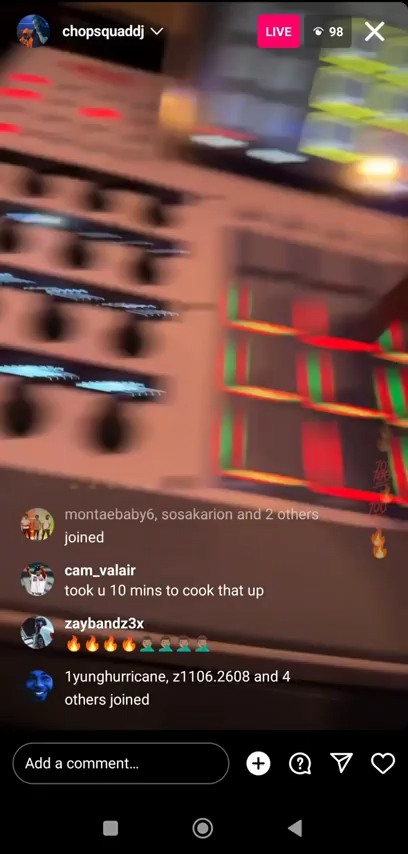 chopsquaddj
LIVE
98
montaebaby6, sosakarion and 2 others
joined
cam_valair
took u 10 mins to cook that up
zaybandz3x
🔥🔥🔥🔥🤦🏽‍♂️🤦🏽‍♂️🤦🏽‍♂️🤦🏽‍♂️
1yunghurricane, z1106.2608 and 4
others joined
Add a comment...